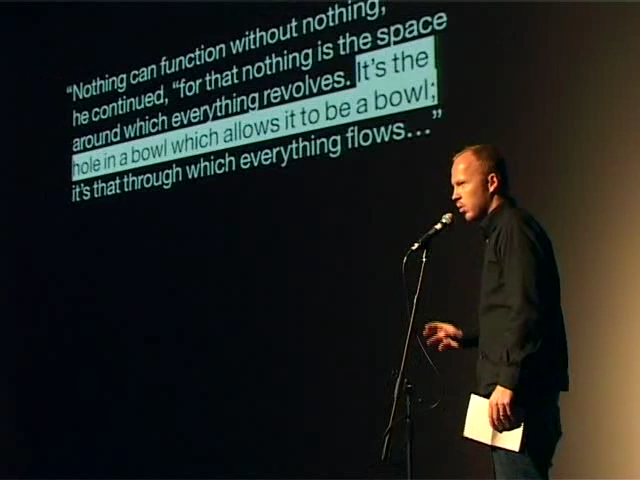 “Nothing can function without nothing,
he continued, “for that nothing is the space
around which everything revolves. It’s the
hole in a bowl which allows it to be a bowl;
it’s that through which everything flows…”